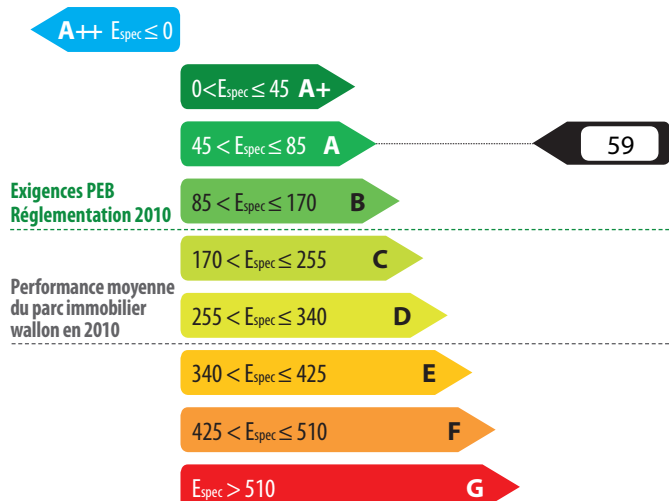 A++ Espec ≤ 0
0<Espec ≤ 45 A+
45 < Espec ≤ 85 A
59
Exigences PEB
Réglementation 2010
85 < Espec ≤ 170 B
170 < Espec ≤ 255 C
Performance moyenne
du parc immobilier
wallon en 2010
255 < Espec ≤ 340 D
340 < Espec ≤ 425 E
425 < Espec ≤ 510 F
Espec > 510 G